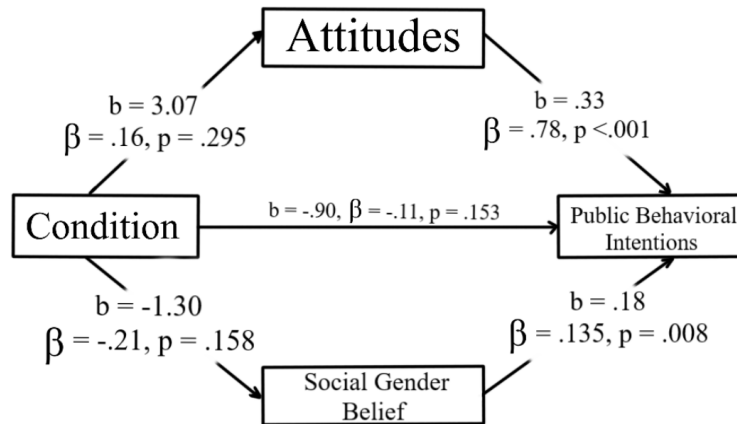 Attitudes
b = 3.07
β = .16, p = .295
b = .33
β = .78, p <.001
Condition
b = -.90, β = -.11, p = .153
Public Behavioral
Intentions
b = -1.30
β = -.21, p = .158
b = .18
β = .135, p = .008
Social Gender
Belief